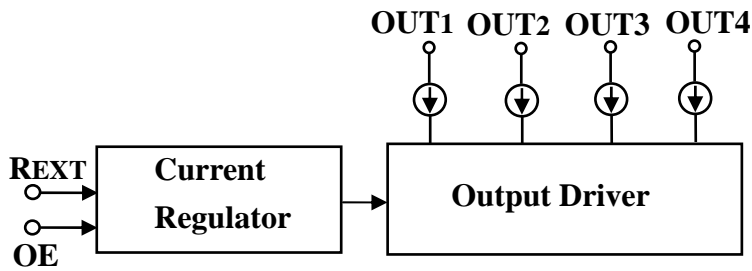 OUT1 OUT2 OUT3 OUT4
REXT
Current
Regulator
Output Driver
OE